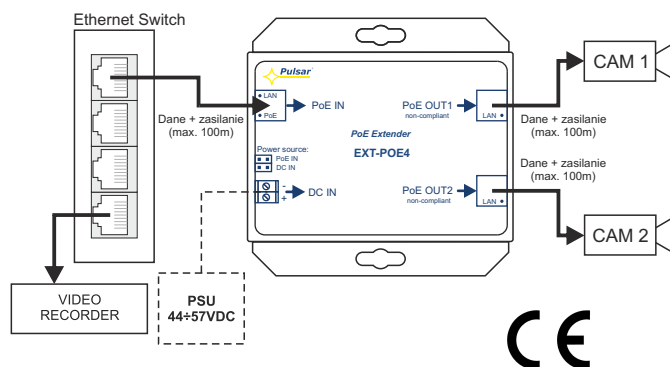 Ethernet Switch
Pulsar
LAN
PoE
PoE IN
Dane + zasilanie
(max. 100m)
Power source:
PoE IN
DC IN
-
+
DC IN
PoE Extender
EXT-POE4
PoE OUT1
non-compliant
LAN
Dane + zasilanie
(max. 100m)
CAM 1
PoE OUT2
non-compliant
LAN
Dane + zasilanie
(max. 100m)
CAM 2
VIDEO
RECORDER
PSU
44÷57VDC
CE